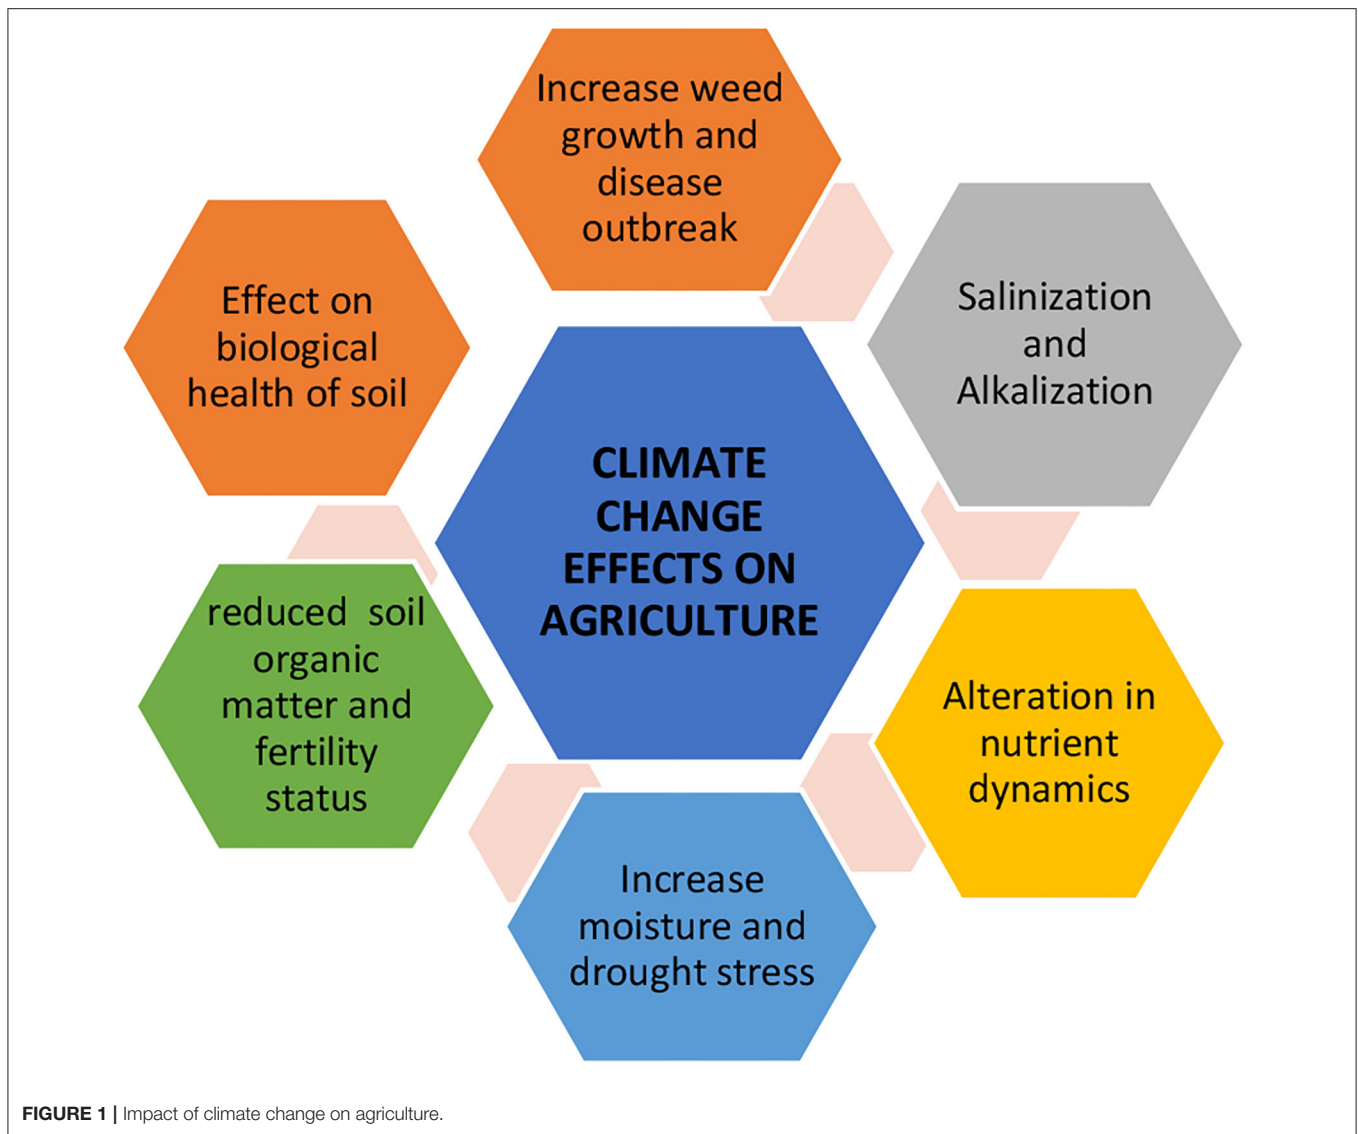 Increase weed
growth and
disease
outbreak
Salinization
and
Alkalization
Effect on
biological
health of soil
CLIMATE
CHANGE
EFFECTS ON
AGRICULTURE
reduced  soil
organic
matter and
fertility
status
Alteration in
nutrient
dynamics
Increase
moisture and
drought stress
FIGURE 1 | Impact of climate change on agriculture.